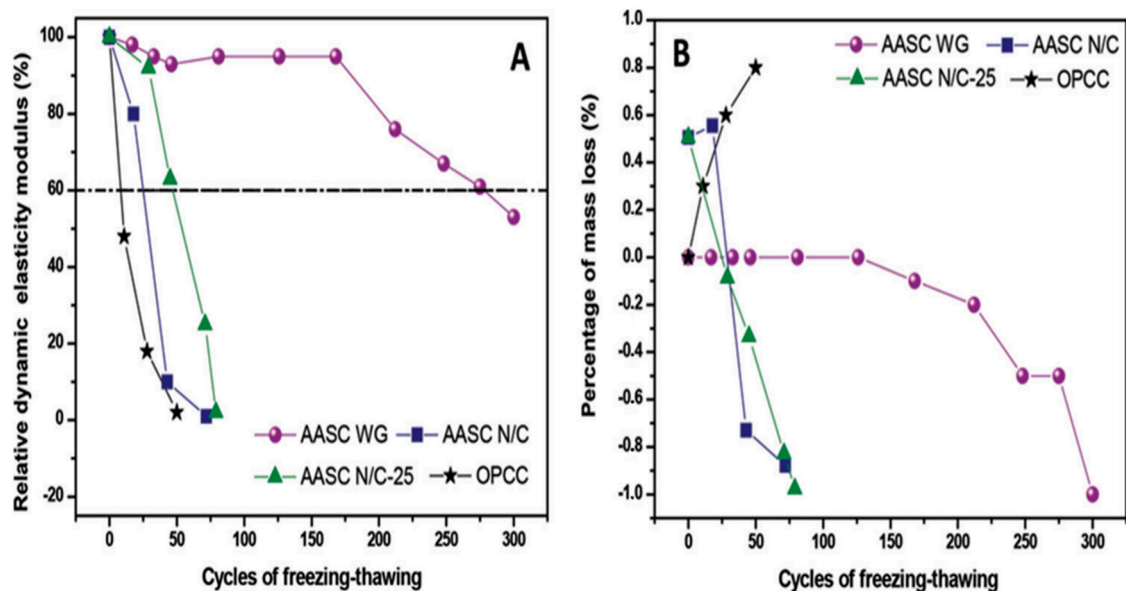 A
Relative dynamic elasticity modulus (%)
100
80
60
40
20
0
-20
AASC WG
AASC N/C
AASC N/C-25
OPCC
0
50
75
100
150
200
250
300
Cycles of freezing-thawing
B
Percentage of mass loss (%)
AASC WG
AASC N/C
AASC N/C-25
OPCC
1.0
0.8
0.6
0.4
0.2
0.0
-0.2
-0.4
-0.6
-0.8
-1.0
0
50
75
100
150
200
250
300
Cycles of freezing-thawing